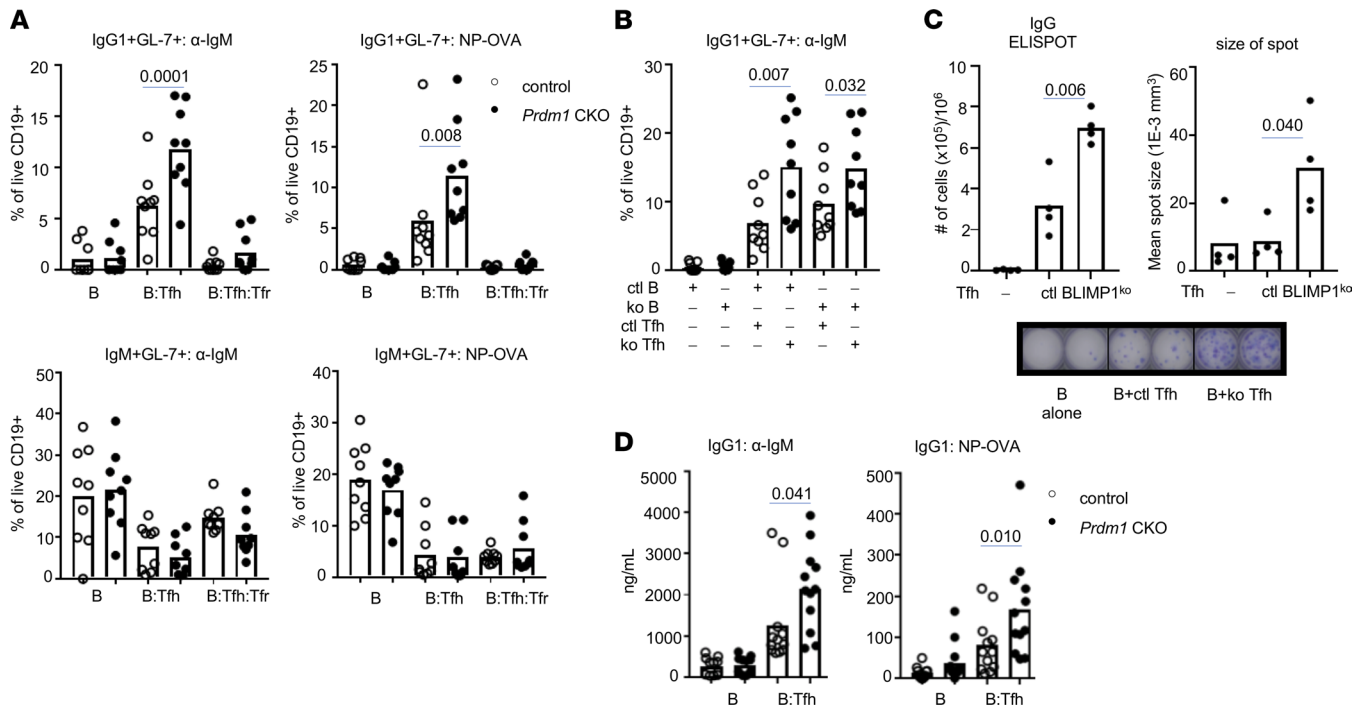 A
IgG1+GL-7+: α-IgM
% of live CD19+
20
15
10
5
0
0.0001
B
B:Tfh
B:Tfh:Tfr
IgG1+GL-7+: NP-OVA
% of live CD19+
25
20
15
10
5
0
0.008
B
B:Tfh
B:Tfh:Tfr
control
Prdm1 CKO
IgM+GL-7+: α-IgM
% of live CD19+
50
40
30
20
10
0
B
B:Tfh
B:Tfh:Tfr
IgM+GL-7+: NP-OVA
% of live CD19+
40
30
20
10
0
B
B:Tfh
B:Tfh:Tfr
B
IgG1+GL-7+: α-IgM
% of live CD19+
30
20
10
0
0.007
0.032
ctl B + – + + – –
ko B – + – – + +
ctl Tfh – – + – + –
ko Tfh – – – + – +
C
IgG
ELISPOT
# of cells (x10⁵)/10⁶
10
8
6
4
2
0
0.006
Tfh – ctl BLIMP1ᵏᵒ
size of spot
Mean spot size (1E-3 mm³)
60
40
20
0
0.040
Tfh – ctl BLIMP1ᵏᵒ
B
alone
B+ctl Tfh
B+ko Tfh
D
IgG1: α-IgM
ng/mL
5000
4000
3000
2000
1000
0
0.041
B
B:Tfh
IgG1: NP-OVA
ng/mL
500
400
300
200
100
0
0.010
B
B:Tfh
control
Prdm1 CKO